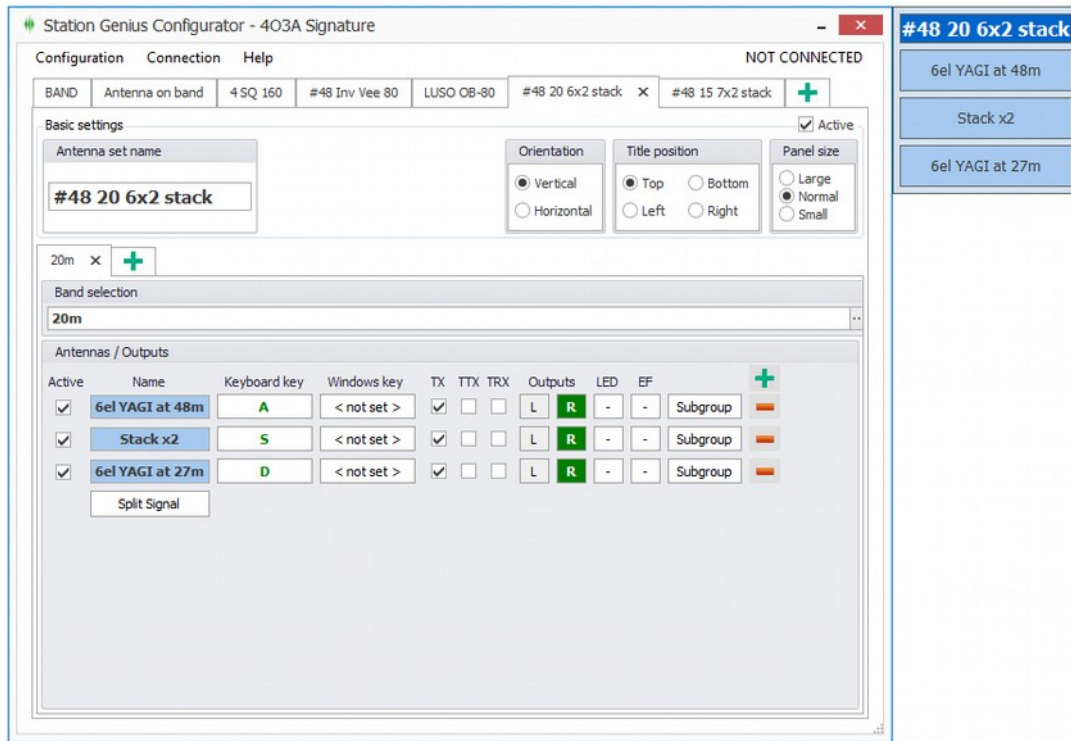 Station Genius Configurator - 4O3A Signature
Configuration Connection Help NOT CONNECTED
BAND Antenna on band 4 SQ 160 #48 Inv Vee 80 LUSO OB-80 #48 20 6x2 stack #48 15 7x2 stack
Basic settings Active
Antenna set name Orientation Title position Panel size
#48 20 6x2 stack
Vertical Top Bottom Large
Normal
Horizontal Left Right Small
20m
Band selection
20m
Antennas / Outputs
Active Name Keyboard key Windows key TX TTX TRX Outputs LED EF
6el YAGI at 48m A < not set > L R - - Subgroup
Stack x2 S < not set > L R - - Subgroup
6el YAGI at 27m D < not set > L R - - Subgroup
Split Signal
#48 20 6x2 stack
6el YAGI at 48m
Stack x2
6el YAGI at 27m